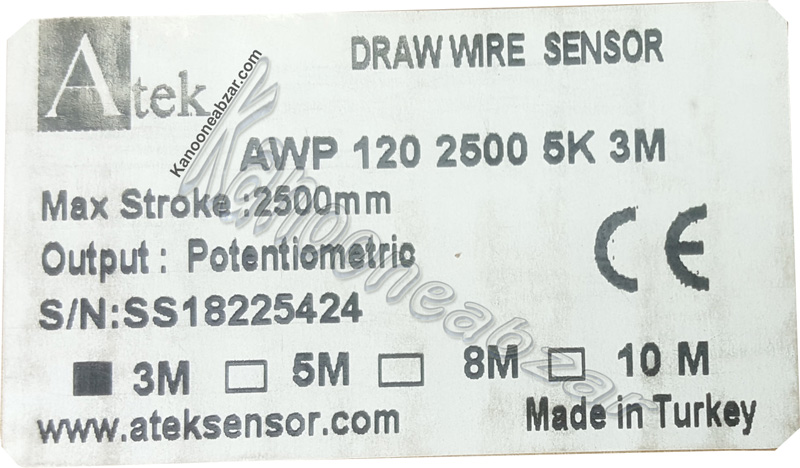 Atek
DRAW WIRE SENSOR
Kanooneabzar.com
AWP 120 2500 5K 3M
Max Stroke :2500mm
Output : Potentiometric
S/N:SS18225424
3M 5M 8M 10 M
www.ateksensor.com
Made in Turkey
CE
Kanooneabzar